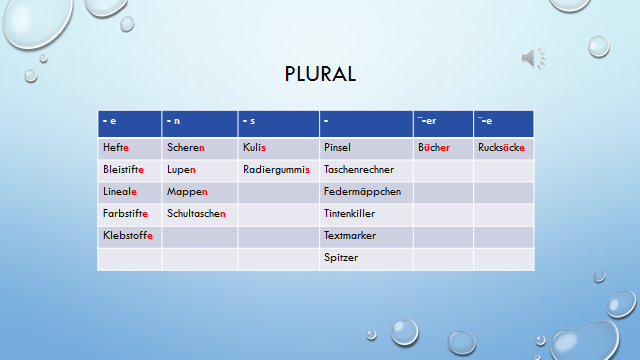 PLURAL
- e - n - s - ¨-er ¨-e
Hefte Scheren Kulis Pinsel Bücher Rucksäcke
Bleistifte Lupen Radiergummis Taschenrechner
Lineale Mappen Federmäppchen
Farbstifte Schultaschen Tintenkiller
Klebstoffe Textmarker
Spitzer